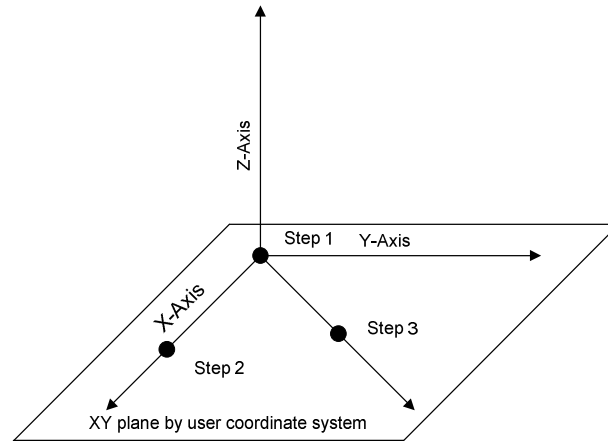 Z-Axis
Step 1
Y-Axis
X-Axis
Step 3
Step 2
XY plane by user coordinate system